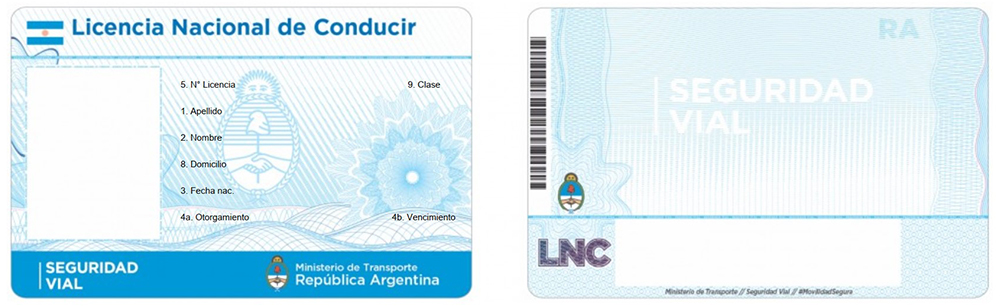 Licencia Nacional de Conducir
5. N° Licencia
9. Clase
1. Apellido
2. Nombre
8. Domicilio
3. Fecha nac.
4a. Otorgamiento
4b. Vencimiento
SEGURIDAD
VIAL
Ministerio de Transporte
República Argentina
RA
SEGURIDAD
VIAL
LNC
Ministerio de Transporte // Seguridad Vial // #MovilidadSegura